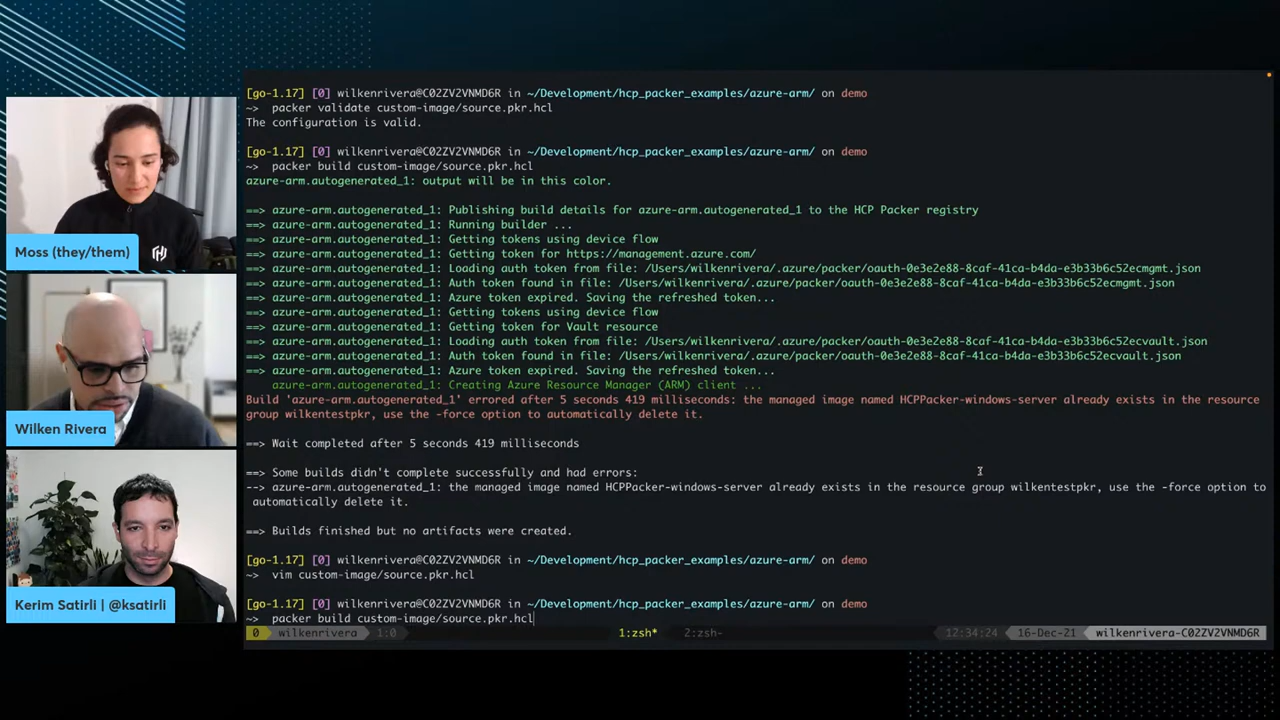 [go-1.17] [0] wilkenrivera@C02ZV2VNMD6R in ~/Development/hcp_packer_examples/azure-arm/ on demo
~> packer validate custom-image/source.pkr.hcl
The configuration is valid.
[go-1.17] [0] wilkenrivera@C02ZV2VNMD6R in ~/Development/hcp_packer_examples/azure-arm/ on demo
~> packer build custom-image/source.pkr.hcl
azure-arm.autogenerated_1: output will be in this color.
==> azure-arm.autogenerated_1: Publishing build details for azure-arm.autogenerated_1 to the HCP Packer registry
==> azure-arm.autogenerated_1: Running builder ...
==> azure-arm.autogenerated_1: Getting tokens using device flow
==> azure-arm.autogenerated_1: Getting token for https://management.azure.com/
==> azure-arm.autogenerated_1: Loading auth token from file: /Users/wilkenrivera/.azure/packer/oauth-0e3e2e88-8caf-41ca-b4da-e3b33b6c52ecmgmt.json
==> azure-arm.autogenerated_1: Auth token found in file: /Users/wilkenrivera/.azure/packer/oauth-0e3e2e88-8caf-41ca-b4da-e3b33b6c52ecmgmt.json
==> azure-arm.autogenerated_1: Azure token expired. Saving the refreshed token...
==> azure-arm.autogenerated_1: Getting tokens using device flow
==> azure-arm.autogenerated_1: Getting token for Vault resource
==> azure-arm.autogenerated_1: Loading auth token from file: /Users/wilkenrivera/.azure/packer/oauth-0e3e2e88-8caf-41ca-b4da-e3b33b6c52ecvault.json
==> azure-arm.autogenerated_1: Auth token found in file: /Users/wilkenrivera/.azure/packer/oauth-0e3e2e88-8caf-41ca-b4da-e3b33b6c52ecvault.json
==> azure-arm.autogenerated_1: Azure token expired. Saving the refreshed token...
azure-arm.autogenerated_1: Creating Azure Resource Manager (ARM) client ...
Build 'azure-arm.autogenerated_1' errored after 5 seconds 419 milliseconds: the managed image named HCPPacker-windows-server already exists in the resource
group wilkentestpkr, use the -force option to automatically delete it.
==> Wait completed after 5 seconds 419 milliseconds
==> Some builds didn't complete successfully and had errors:
--> azure-arm.autogenerated_1: the managed image named HCPPacker-windows-server already exists in the resource group wilkentestpkr, use the -force option to
automatically delete it.
==> Builds finished but no artifacts were created.
[go-1.17] [0] wilkenrivera@C02ZV2VNMD6R in ~/Development/hcp_packer_examples/azure-arm/ on demo
~> vim custom-image/source.pkr.hcl
[go-1.17] [0] wilkenrivera@C02ZV2VNMD6R in ~/Development/hcp_packer_examples/azure-arm/ on demo
~> packer build custom-image/source.pkr.hcl
0 wilkenrivera 1:0 1:zsh* 2:zsh- 12:34:24 16-Dec-21 wilkenrivera-C02ZV2VNMD6R
Moss (they/them)
Wilken Rivera
Kerim Satirli | @ksatirli